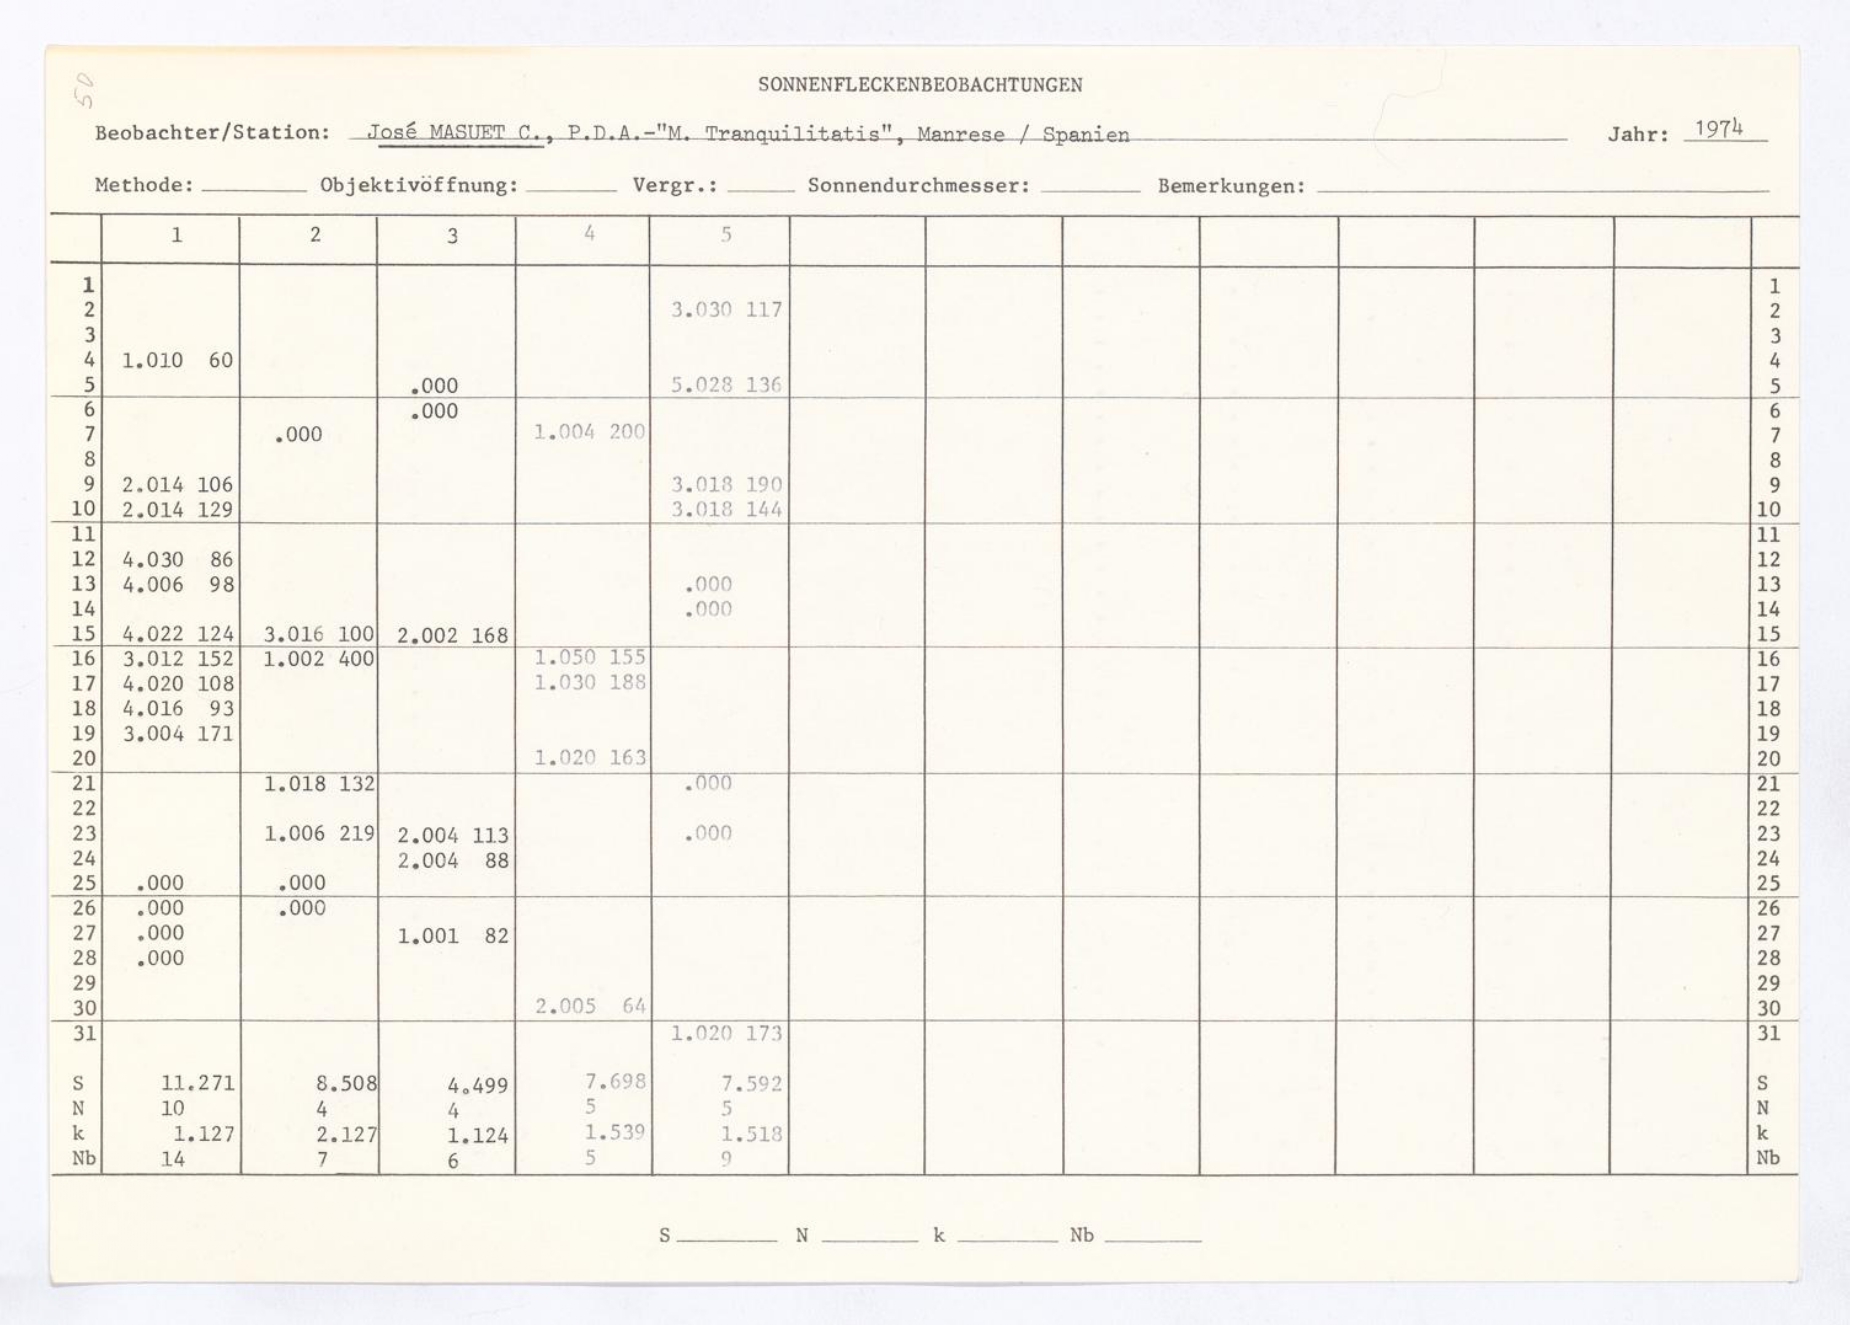 50
SONNENFLECKENBEOBACHTUNGEN
Beobachter/Station: José MASUET C., P.D.A.-"M. Tranquilitatis", Manrese / Spanien Jahr: 1974
Methode: Objektivöffnung: Vergr.: Sonnendurchmesser: Bemerkungen:
1 2 3 4 5
1 1
2 3.030 117 2
3 3
4 1.010 60 4
5 .000 5.028 136 5
6 .000 6
7 .000 1.004 200 7
8 8
9 2.014 106 3.018 190 9
10 2.014 129 3.018 144 10
11 11
12 4.030 86 12
13 4.006 98 .000 13
14 .000 14
15 4.022 124 3.016 100 2.002 168 15
16 3.012 152 1.002 400 1.050 155 16
17 4.020 108 1.030 188 17
18 4.016 93 18
19 3.004 171 19
20 1.020 163 20
21 1.018 132 .000 21
22 22
23 1.006 219 2.004 113 .000 23
24 2.004 88 24
25 .000 .000 25
26 .000 .000 26
27 .000 1.001 82 27
28 .000 28
29 29
30 2.005 64 30
31 1.020 173 31
S 11.271 8.508 4.499 7.698 7.592 S
N 10 4 4 5 5 N
k 1.127 2.127 1.124 1.539 1.518 k
Nb 14 7 6 5 9 Nb
S N k Nb